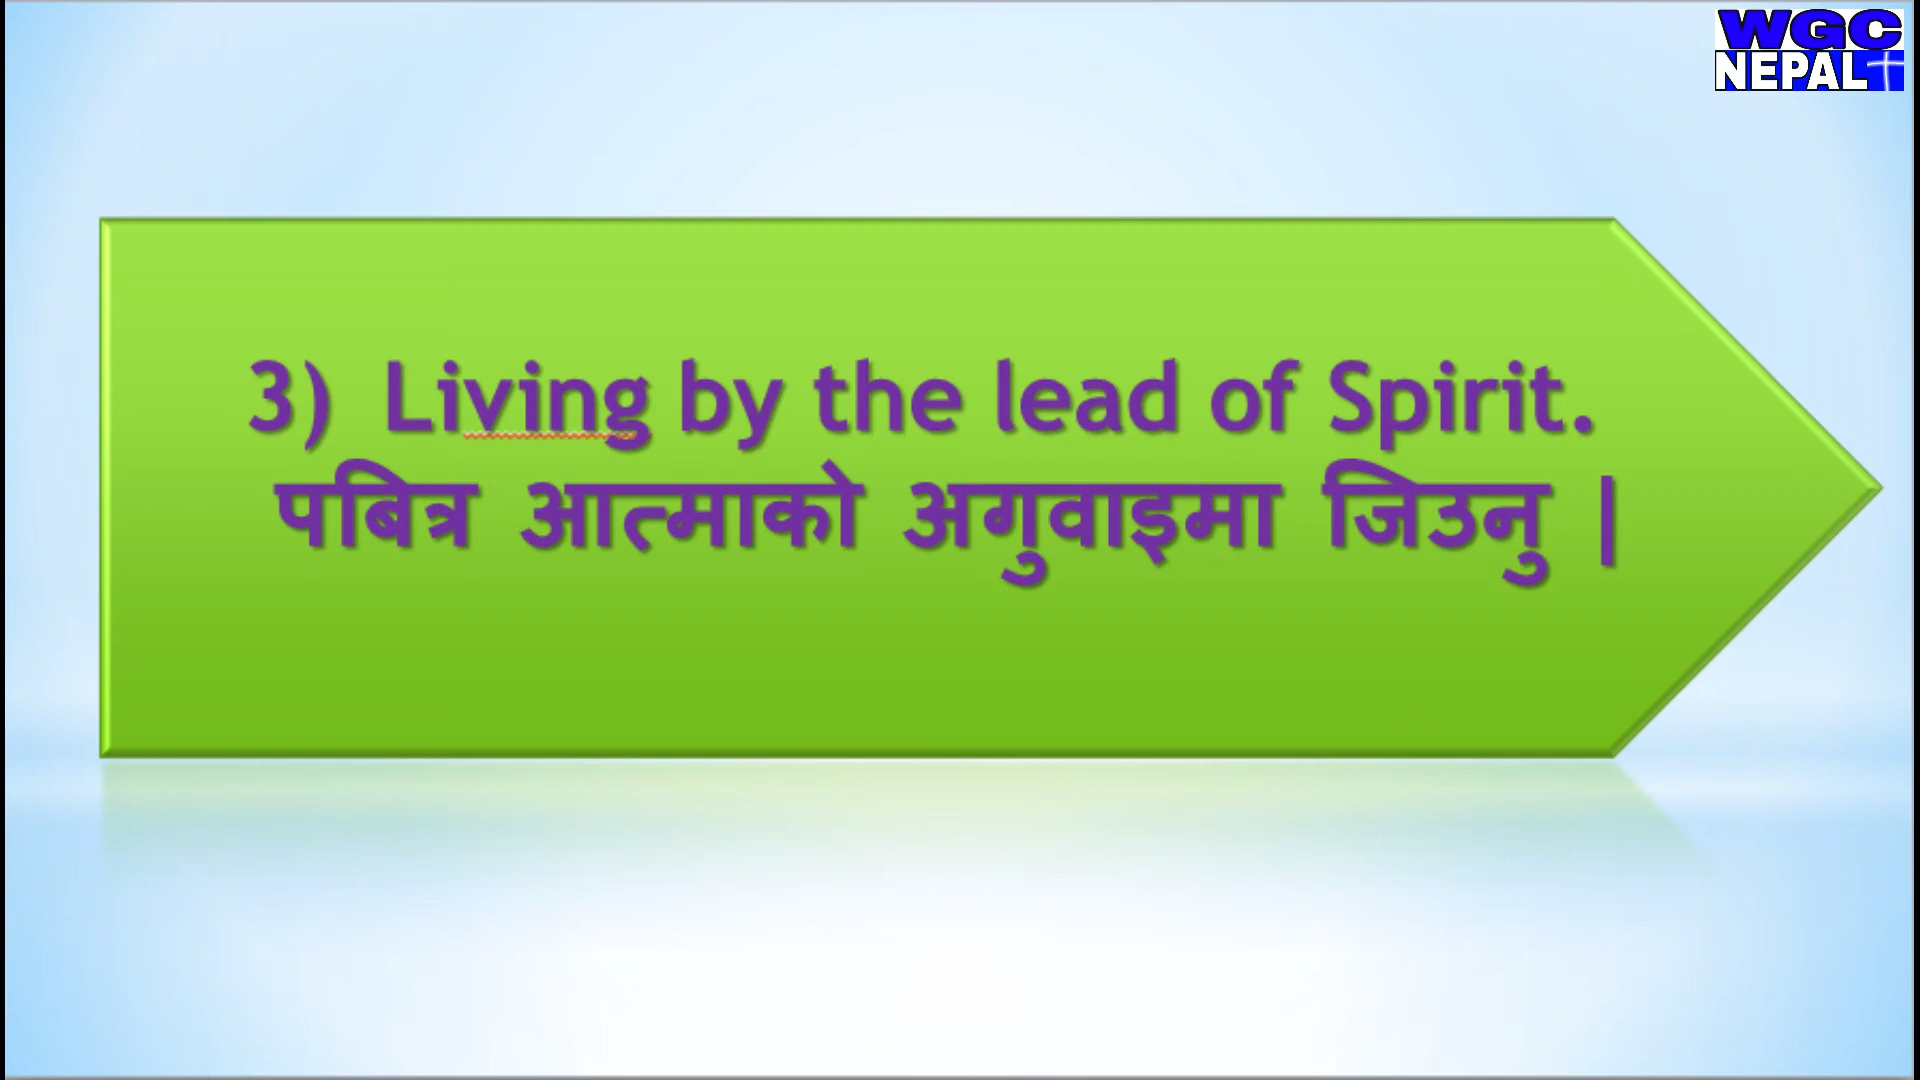 WGC
NEPAL
3) Living by the lead of Spirit.
पबित्र आत्माको अगुवाइमा जिउनु |